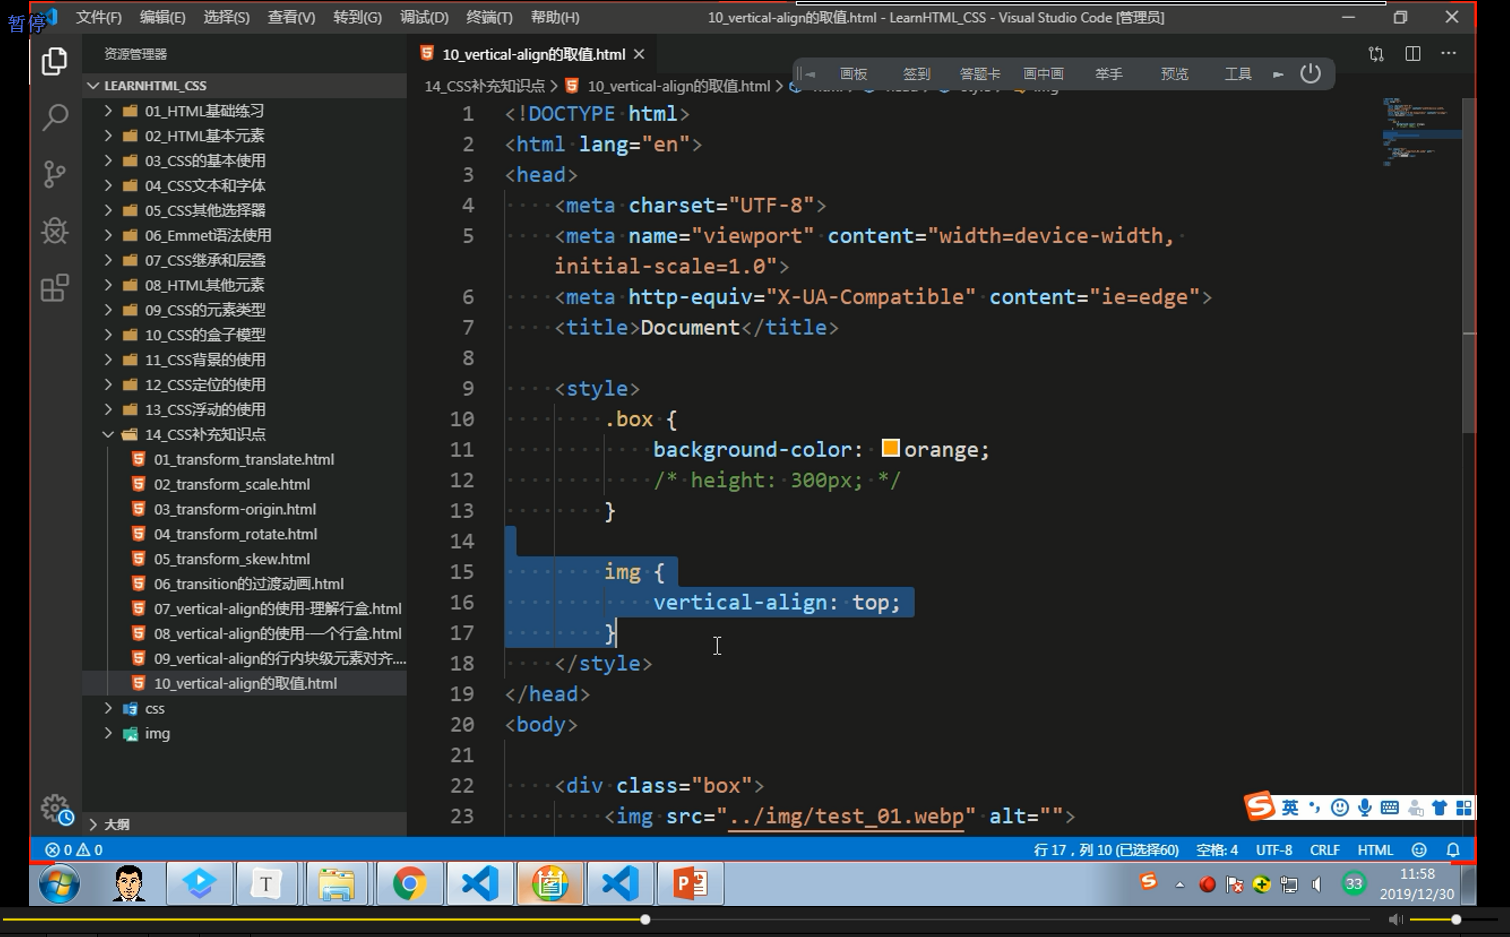 暂停
文件(F) 编辑(E) 选择(S) 查看(V) 转到(G) 调试(D) 终端(T) 帮助(H)
10_vertical-align的取值.html - LearnHTML_CSS - Visual Studio Code [管理员]
资源管理器
10_vertical-align的取值.html
画板 签到 答题卡 画中画 举手 预览 工具
14_CSS补充知识点 > 10_vertical-align的取值.html >
LEARNHTML_CSS
01_HTML基础练习
02_HTML基本元素
03_CSS的基本使用
04_CSS文本和字体
05_CSS其他选择器
06_Emmet语法使用
07_CSS继承和层叠
08_HTML其他元素
09_CSS的元素类型
10_CSS的盒子模型
11_CSS背景的使用
12_CSS定位的使用
13_CSS浮动的使用
14_CSS补充知识点
01_transform_translate.html
02_transform_scale.html
03_transform-origin.html
04_transform_rotate.html
05_transform_skew.html
06_transition的过渡动画.html
07_vertical-align的使用-理解行盒.html
08_vertical-align的使用-一个行盒.html
09_vertical-align的行内块级元素对齐....
10_vertical-align的取值.html
css
img
大纲
1 <!DOCTYPE html>
2 <html lang="en">
3 <head>
4 <meta charset="UTF-8">
5 <meta name="viewport" content="width=device-width,
initial-scale=1.0">
6 <meta http-equiv="X-UA-Compatible" content="ie=edge">
7 <title>Document</title>
8
9 <style>
10 .box {
11 background-color: orange;
12 /* height: 300px; */
13 }
14
15 img {
16 vertical-align: top;
17 }
18 </style>
19 </head>
20 <body>
21
22 <div class="box">
23 <img src="../img/test_01.webp" alt="">
英
0 0
行 17，列 10 (已选择60) 空格: 4 UTF-8 CRLF HTML
T
33
11:58
2019/12/30